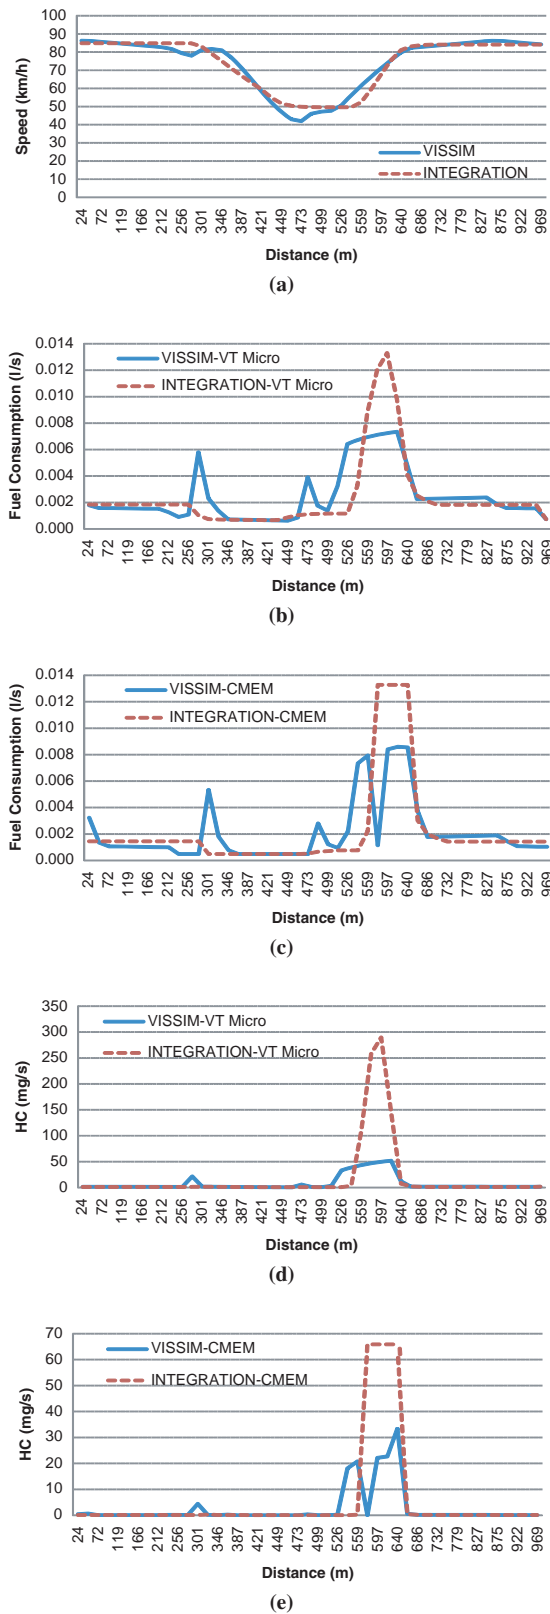 100
90
80
70
60
50
40
30
20
10
0
Speed (km/h)
VISSIM
INTEGRATION
24 72 119 166 212 256 301 346 387 421 449 473 499 526 559 597 640 686 732 779 827 875 922 969
Distance (m)
(a)
0.014
0.012
0.010
0.008
0.006
0.004
0.002
0.000
Fuel Consumption (l/s)
VISSIM-VT Micro
INTEGRATION-VT Micro
24 72 119 166 212 256 301 346 387 421 449 473 499 526 559 597 640 686 732 779 827 875 922 969
Distance (m)
(b)
0.014
0.012
0.010
0.008
0.006
0.004
0.002
0.000
Fuel Consumption (l/s)
VISSIM-CMEM
INTEGRATION-CMEM
24 72 119 166 212 256 301 346 387 421 449 473 499 526 559 597 640 686 732 779 827 875 922 969
Distance (m)
(c)
350
300
250
200
150
100
50
0
HC (mg/s)
VISSIM-VT Micro
INTEGRATION-VT Micro
24 72 119 166 212 256 301 346 387 421 449 473 499 526 559 597 640 686 732 779 827 875 922 969
Distance (m)
(d)
70
60
50
40
30
20
10
0
HC (mg/s)
VISSIM-CMEM
INTEGRATION-CMEM
24 72 119 166 212 256 301 346 387 421 449 473 499 526 559 597 640 686 732 779 827 875 922 969
Distance (m)
(e)